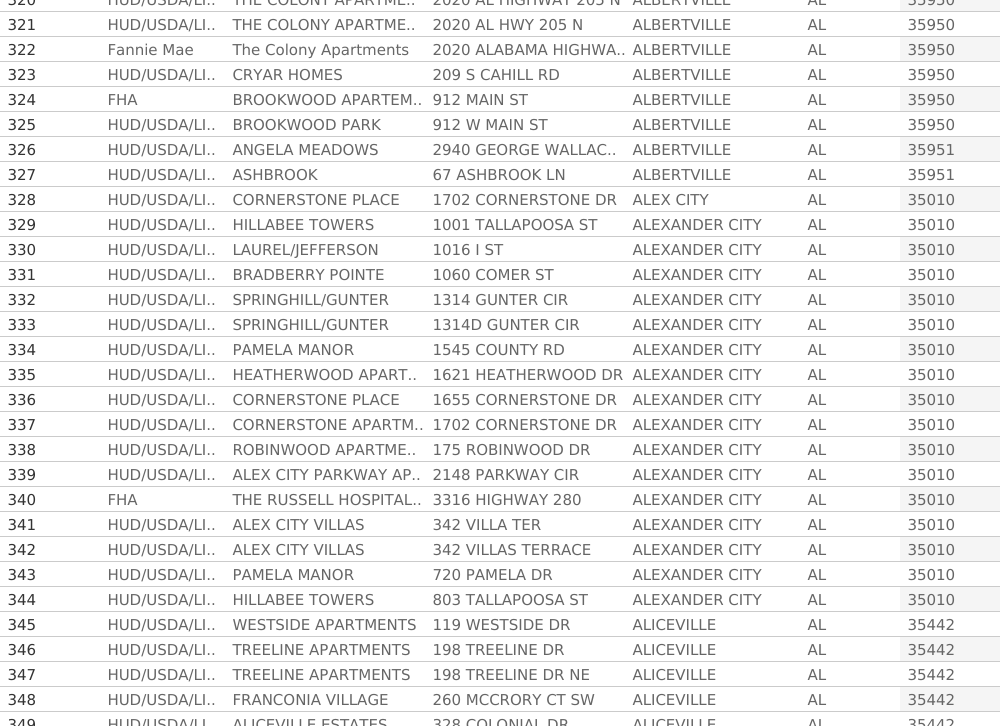 320 HUD/USDA/LI.. THE COLONY APARTME.. 2020 AL HIGHWAY 205 N ALBERTVILLE AL 35950
321 HUD/USDA/LI.. THE COLONY APARTME.. 2020 AL HWY 205 N ALBERTVILLE AL 35950
322 Fannie Mae The Colony Apartments 2020 ALABAMA HIGHWA.. ALBERTVILLE AL 35950
323 HUD/USDA/LI.. CRYAR HOMES 209 S CAHILL RD ALBERTVILLE AL 35950
324 FHA BROOKWOOD APARTEM.. 912 MAIN ST ALBERTVILLE AL 35950
325 HUD/USDA/LI.. BROOKWOOD PARK 912 W MAIN ST ALBERTVILLE AL 35950
326 HUD/USDA/LI.. ANGELA MEADOWS 2940 GEORGE WALLAC.. ALBERTVILLE AL 35951
327 HUD/USDA/LI.. ASHBROOK 67 ASHBROOK LN ALBERTVILLE AL 35951
328 HUD/USDA/LI.. CORNERSTONE PLACE 1702 CORNERSTONE DR ALEX CITY AL 35010
329 HUD/USDA/LI.. HILLABEE TOWERS 1001 TALLAPOOSA ST ALEXANDER CITY AL 35010
330 HUD/USDA/LI.. LAUREL/JEFFERSON 1016 I ST ALEXANDER CITY AL 35010
331 HUD/USDA/LI.. BRADBERRY POINTE 1060 COMER ST ALEXANDER CITY AL 35010
332 HUD/USDA/LI.. SPRINGHILL/GUNTER 1314 GUNTER CIR ALEXANDER CITY AL 35010
333 HUD/USDA/LI.. SPRINGHILL/GUNTER 1314D GUNTER CIR ALEXANDER CITY AL 35010
334 HUD/USDA/LI.. PAMELA MANOR 1545 COUNTY RD ALEXANDER CITY AL 35010
335 HUD/USDA/LI.. HEATHERWOOD APART.. 1621 HEATHERWOOD DR ALEXANDER CITY AL 35010
336 HUD/USDA/LI.. CORNERSTONE PLACE 1655 CORNERSTONE DR ALEXANDER CITY AL 35010
337 HUD/USDA/LI.. CORNERSTONE APARTM.. 1702 CORNERSTONE DR ALEXANDER CITY AL 35010
338 HUD/USDA/LI.. ROBINWOOD APARTME.. 175 ROBINWOOD DR ALEXANDER CITY AL 35010
339 HUD/USDA/LI.. ALEX CITY PARKWAY AP.. 2148 PARKWAY CIR ALEXANDER CITY AL 35010
340 FHA THE RUSSELL HOSPITAL.. 3316 HIGHWAY 280 ALEXANDER CITY AL 35010
341 HUD/USDA/LI.. ALEX CITY VILLAS 342 VILLA TER ALEXANDER CITY AL 35010
342 HUD/USDA/LI.. ALEX CITY VILLAS 342 VILLAS TERRACE ALEXANDER CITY AL 35010
343 HUD/USDA/LI.. PAMELA MANOR 720 PAMELA DR ALEXANDER CITY AL 35010
344 HUD/USDA/LI.. HILLABEE TOWERS 803 TALLAPOOSA ST ALEXANDER CITY AL 35010
345 HUD/USDA/LI.. WESTSIDE APARTMENTS 119 WESTSIDE DR ALICEVILLE AL 35442
346 HUD/USDA/LI.. TREELINE APARTMENTS 198 TREELINE DR ALICEVILLE AL 35442
347 HUD/USDA/LI.. TREELINE APARTMENTS 198 TREELINE DR NE ALICEVILLE AL 35442
348 HUD/USDA/LI.. FRANCONIA VILLAGE 260 MCCRORY CT SW ALICEVILLE AL 35442
349 HUD/USDA/LI.. ALICEVILLE ESTATES 328 COLONIAL DR ALICEVILLE AL 35442